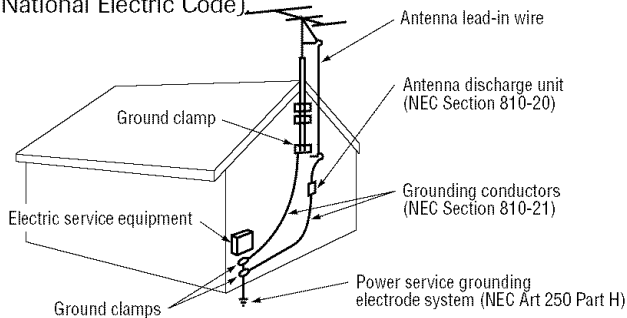 National Electric Code)
Antenna lead-in wire
Antenna discharge unit
(NEC Section 810-20)
Ground clamp
Grounding conductors
(NEC Section 810-21)
Electric service equipment
Power service grounding
electrode system (NEC Art 250 Part H)
Ground clamps